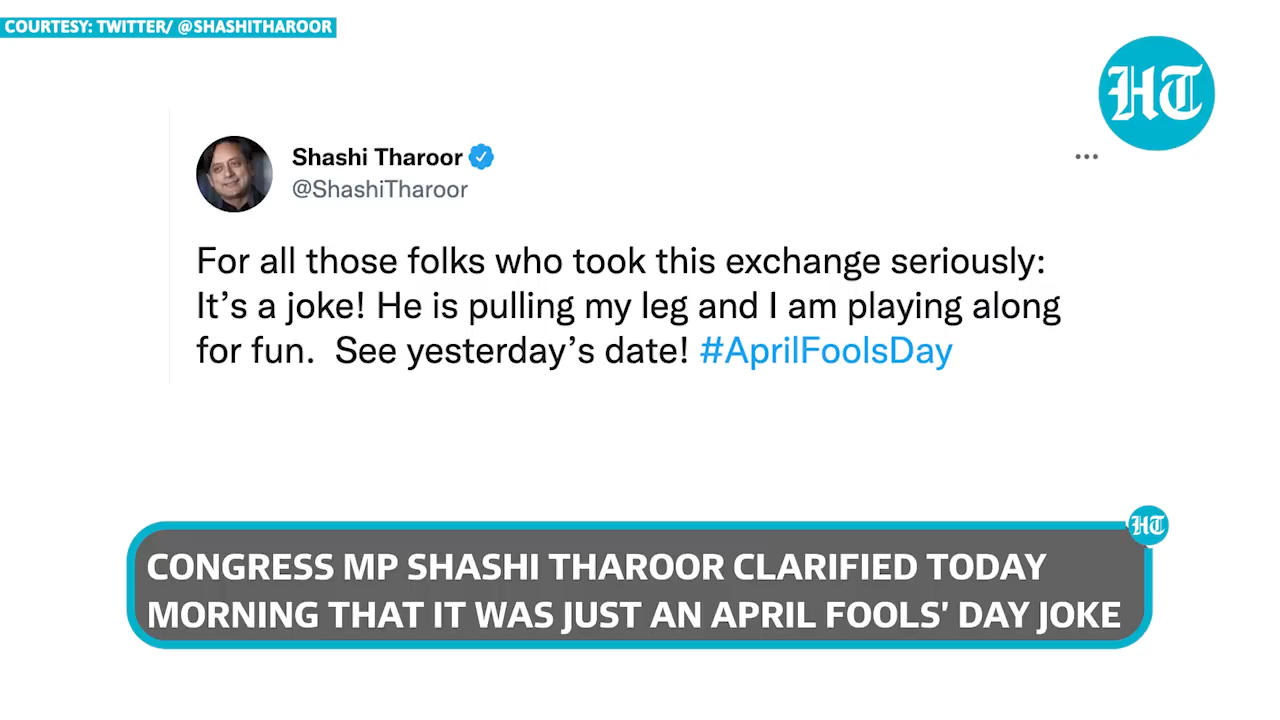 COURTESY: TWITTER/ @SHASHITHAROOR
HT
Shashi Tharoor
@ShashiTharoor
For all those folks who took this exchange seriously:
It’s a joke! He is pulling my leg and I am playing along
for fun.  See yesterday’s date! #AprilFoolsDay
HT
CONGRESS MP SHASHI THAROOR CLARIFIED TODAY
MORNING THAT IT WAS JUST AN APRIL FOOLS' DAY JOKE